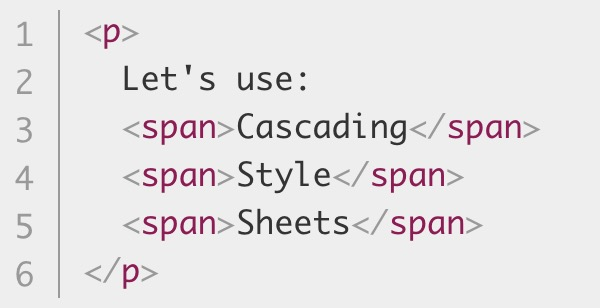 1 <p>
2 Let's use:
3 <span>Cascading</span>
4 <span>Style</span>
5 <span>Sheets</span>
6 </p>